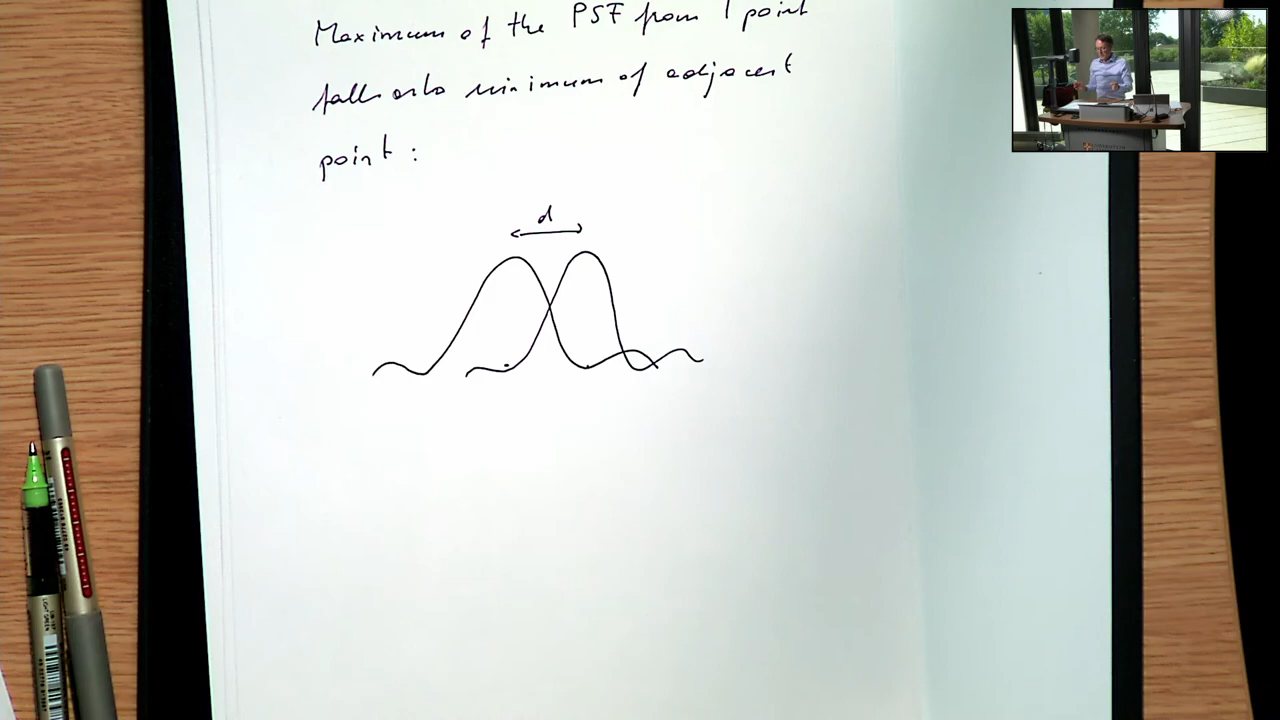 Maximum of the PSF from 1 point
falls onto minimum of adjacent
point :
d